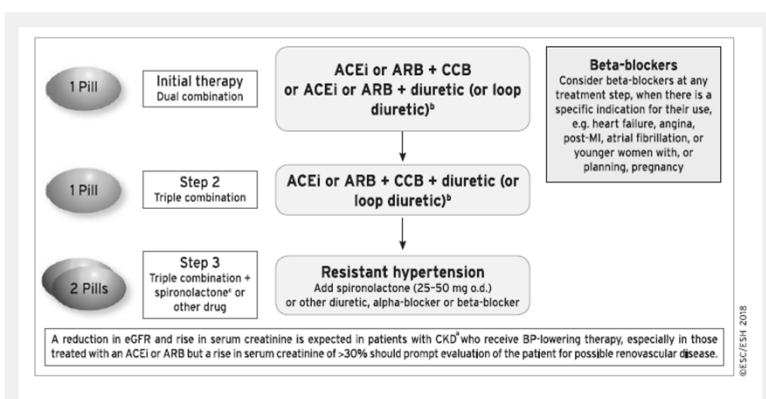 1 Pill
Initial therapy
Dual combination
ACEi or ARB + CCB
or ACEi or ARB + diuretic (or loop
diuretic)ᵇ
Beta-blockers
Consider beta-blockers at any
treatment step, when there is a
specific indication for their use,
e.g. heart failure, angina,
post-MI, atrial fibrillation, or
younger women with, or
planning, pregnancy
1 Pill
Step 2
Triple combination
ACEi or ARB + CCB + diuretic (or
loop diuretic)ᵇ
2 Pills
Step 3
Triple combination +
spironolactoneᶜ or
other drug
Resistant hypertension
Add spironolactone (25-50 mg o.d.)
or other diuretic, alpha-blocker or beta-blocker
A reduction in eGFR and rise in serum creatinine is expected in patients with CKDᵃ who receive BP-lowering therapy, especially in those
treated with an ACEi or ARB but a rise in serum creatinine of >30% should prompt evaluation of the patient for possible renovascular disease.
©ESC/ESH 2018